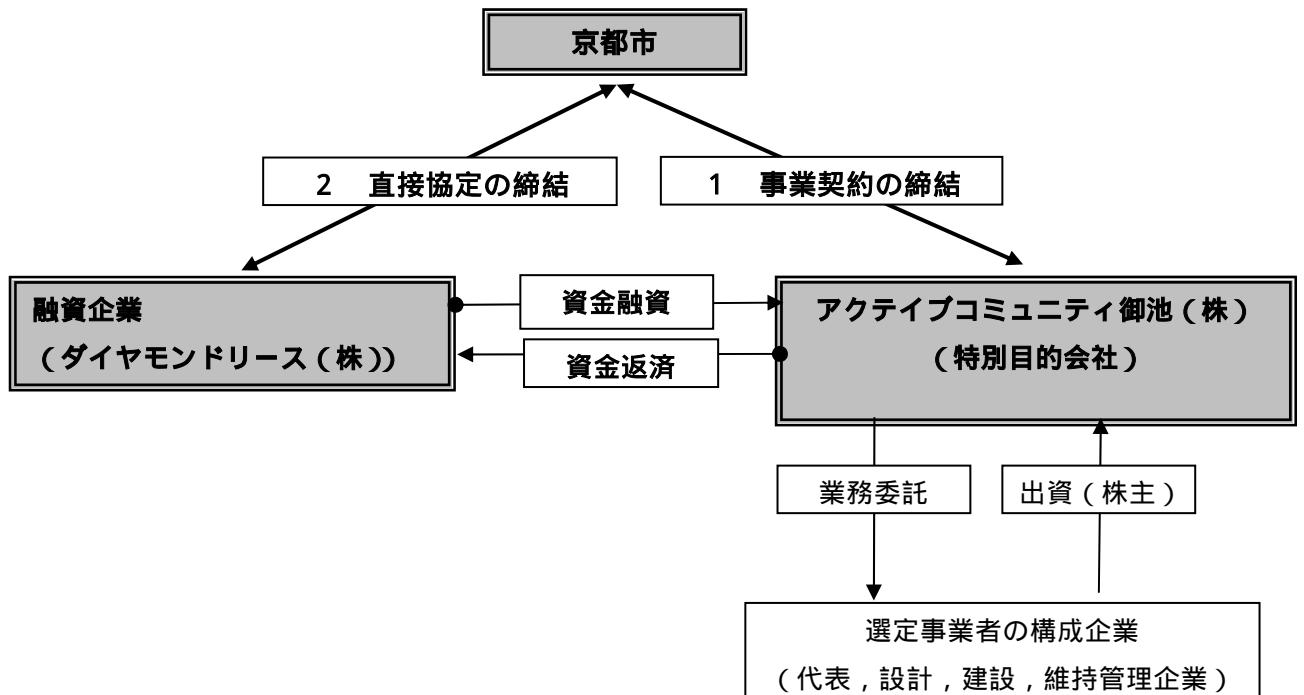 京都市
2 直接協定の締結
1 事業契約の締結
融資企業
(ダイヤモンドリース(株))
資金融資
資金返済
アクテイブコミュニティ御池(株)
(特別目的会社)
業務委託
出資(株主)
選定事業者の構成企業
(代表,設計,建設,維持管理企業)